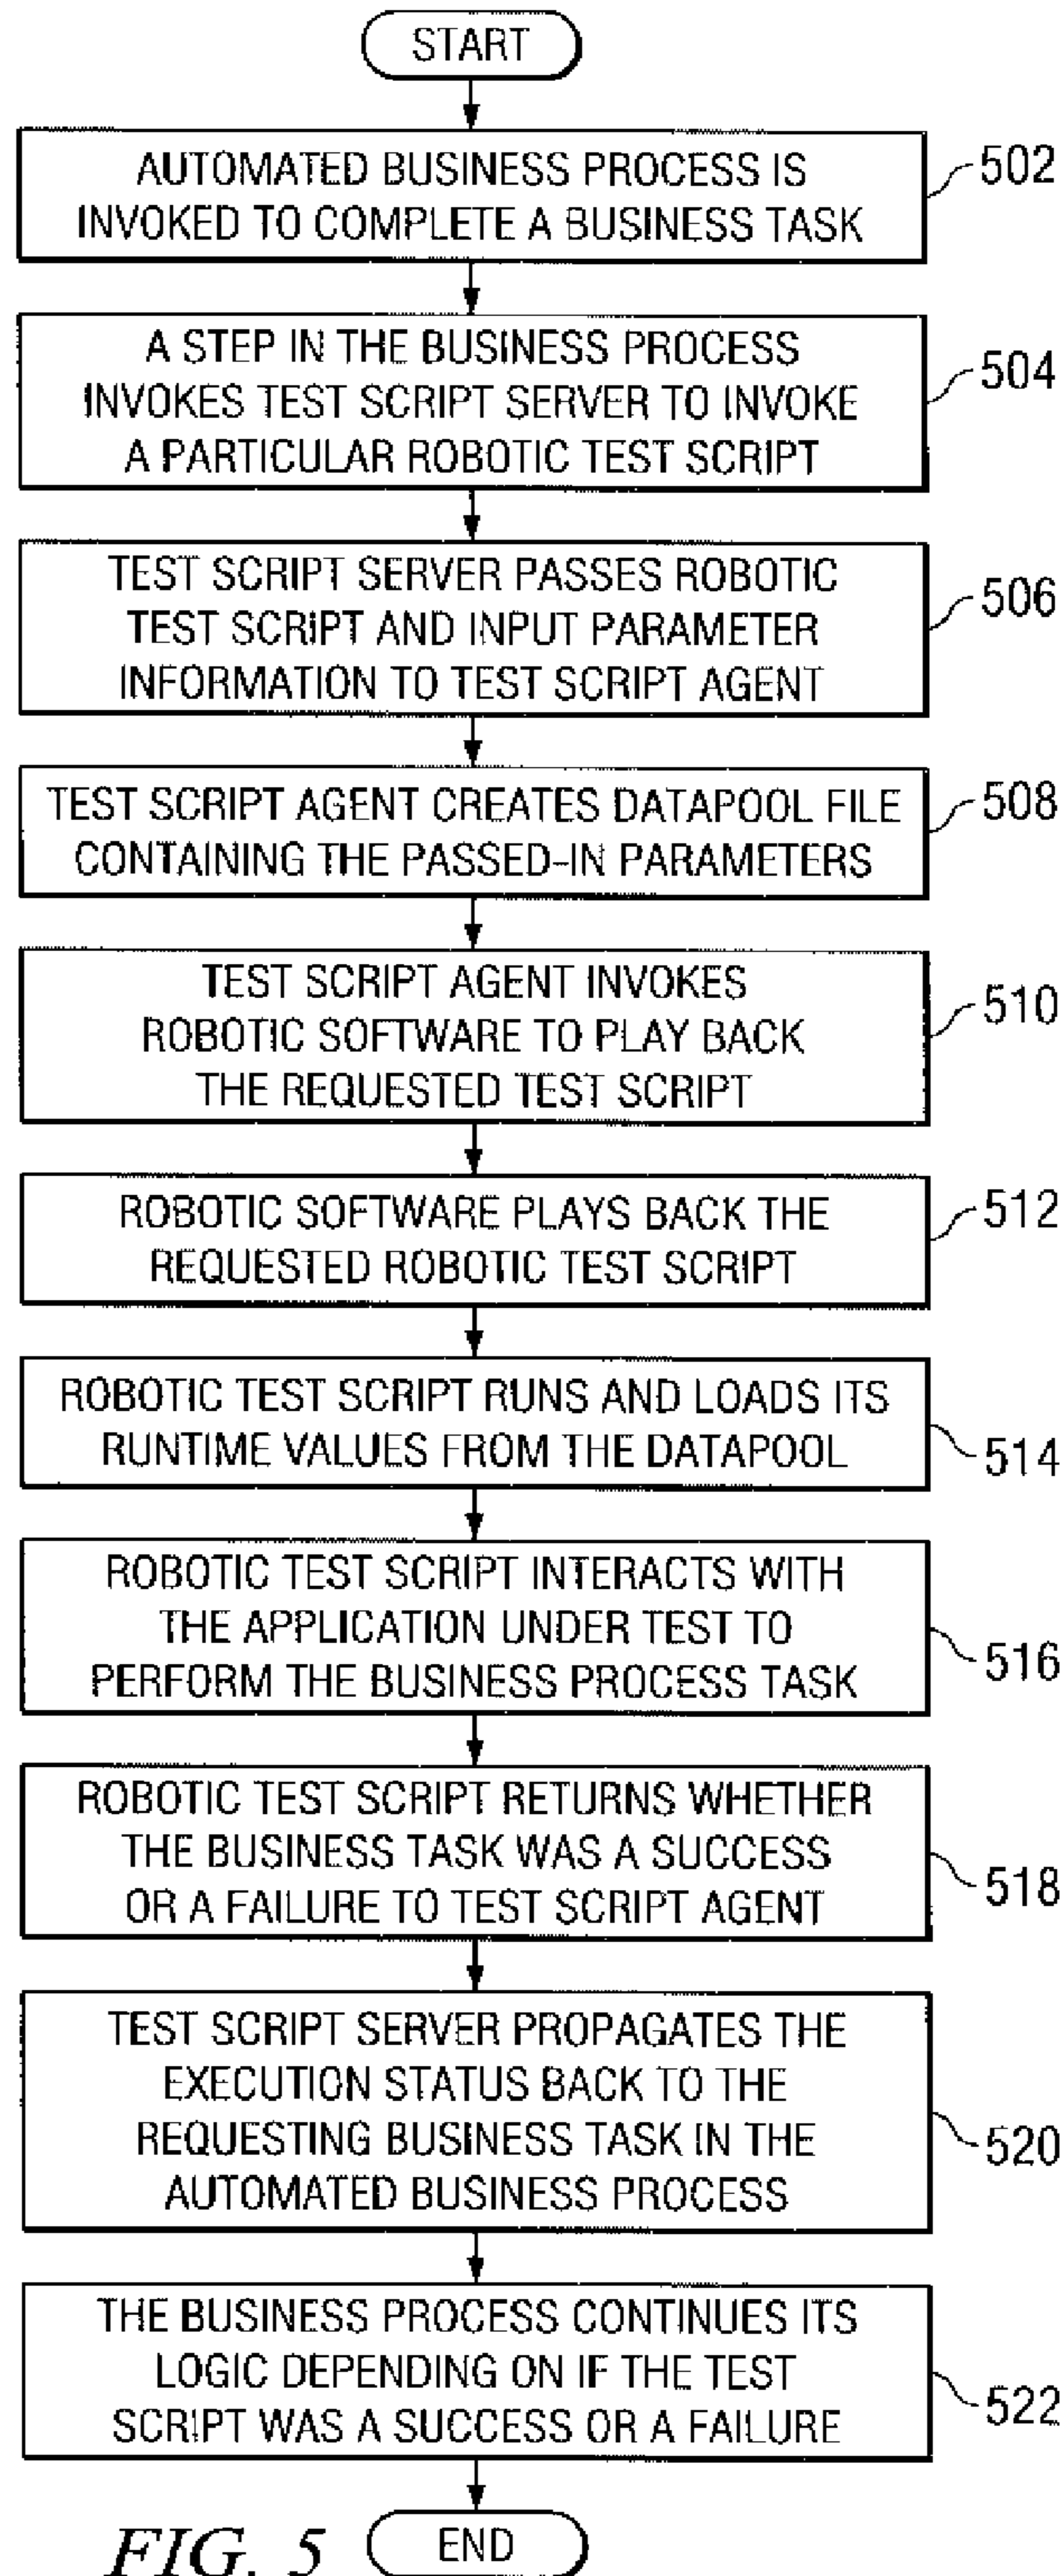 START
AUTOMATED BUSINESS PROCESS IS
INVOKED TO COMPLETE A BUSINESS TASK
502
A STEP IN THE BUSINESS PROCESS
INVOKES TEST SCRIPT SERVER TO INVOKE
A PARTICULAR ROBOTIC TEST SCRIPT
504
TEST SCRIPT SERVER PASSES ROBOTIC
TEST SCRIPT AND INPUT PARAMETER
INFORMATION TO TEST SCRIPT AGENT
506
TEST SCRIPT AGENT CREATES DATAPOOL FILE
CONTAINING THE PASSED-IN PARAMETERS
508
TEST SCRIPT AGENT INVOKES
ROBOTIC SOFTWARE TO PLAY BACK
THE REQUESTED TEST SCRIPT
510
ROBOTIC SOFTWARE PLAYS BACK THE
REQUESTED ROBOTIC TEST SCRIPT
512
ROBOTIC TEST SCRIPT RUNS AND LOADS ITS
RUNTIME VALUES FROM THE DATAPOOL
514
ROBOTIC TEST SCRIPT INTERACTS WITH
THE APPLICATION UNDER TEST TO
PERFORM THE BUSINESS PROCESS TASK
516
ROBOTIC TEST SCRIPT RETURNS WHETHER
THE BUSINESS TASK WAS A SUCCESS
OR A FAILURE TO TEST SCRIPT AGENT
518
TEST SCRIPT SERVER PROPAGATES THE
EXECUTION STATUS BACK TO THE
REQUESTING BUSINESS TASK IN THE
AUTOMATED BUSINESS PROCESS
520
THE BUSINESS PROCESS CONTINUES ITS
LOGIC DEPENDING ON IF THE TEST
SCRIPT WAS A SUCCESS OR A FAILURE
522
END
FIG. 5